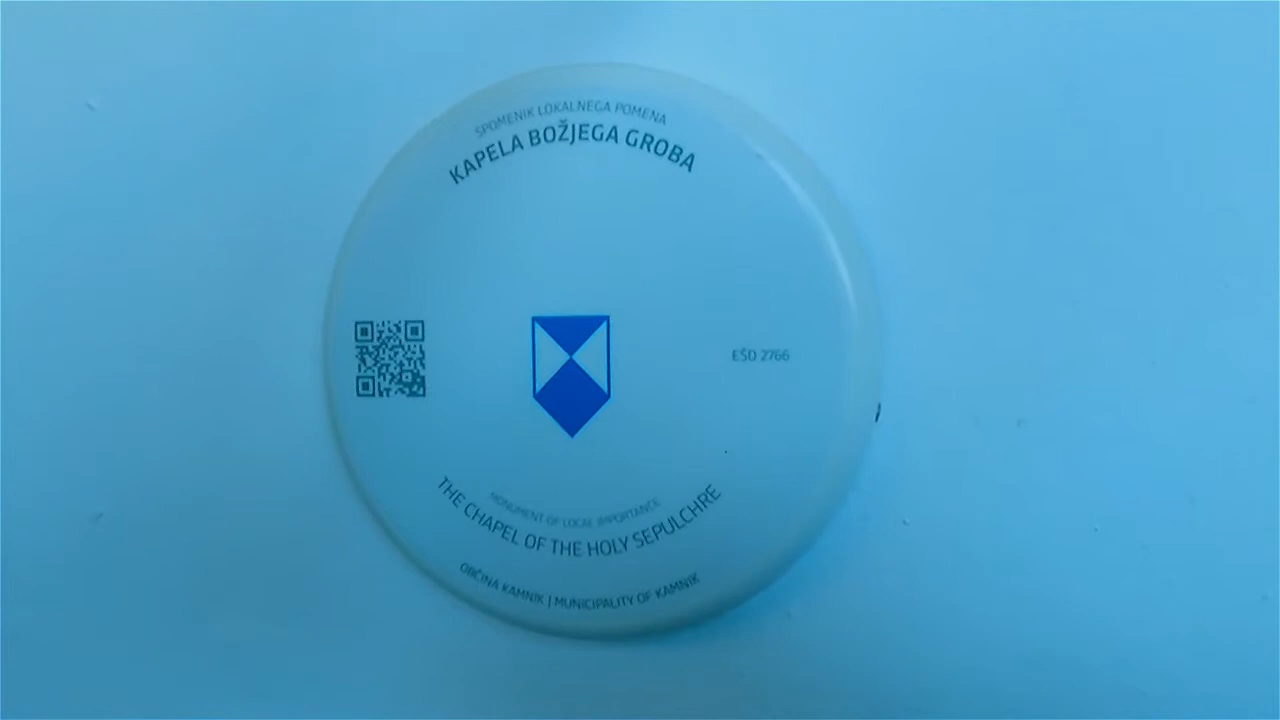 SPOMENIK LOKALNEGA POMENA
KAPELA BOŽJEGA GROBA
EŠD 2766
MONUMENT OF LOCAL IMPORTANCE
THE CHAPEL OF THE HOLY SEPULCHRE
OBČINA KAMNIK | MUNICIPALITY OF KAMNIK